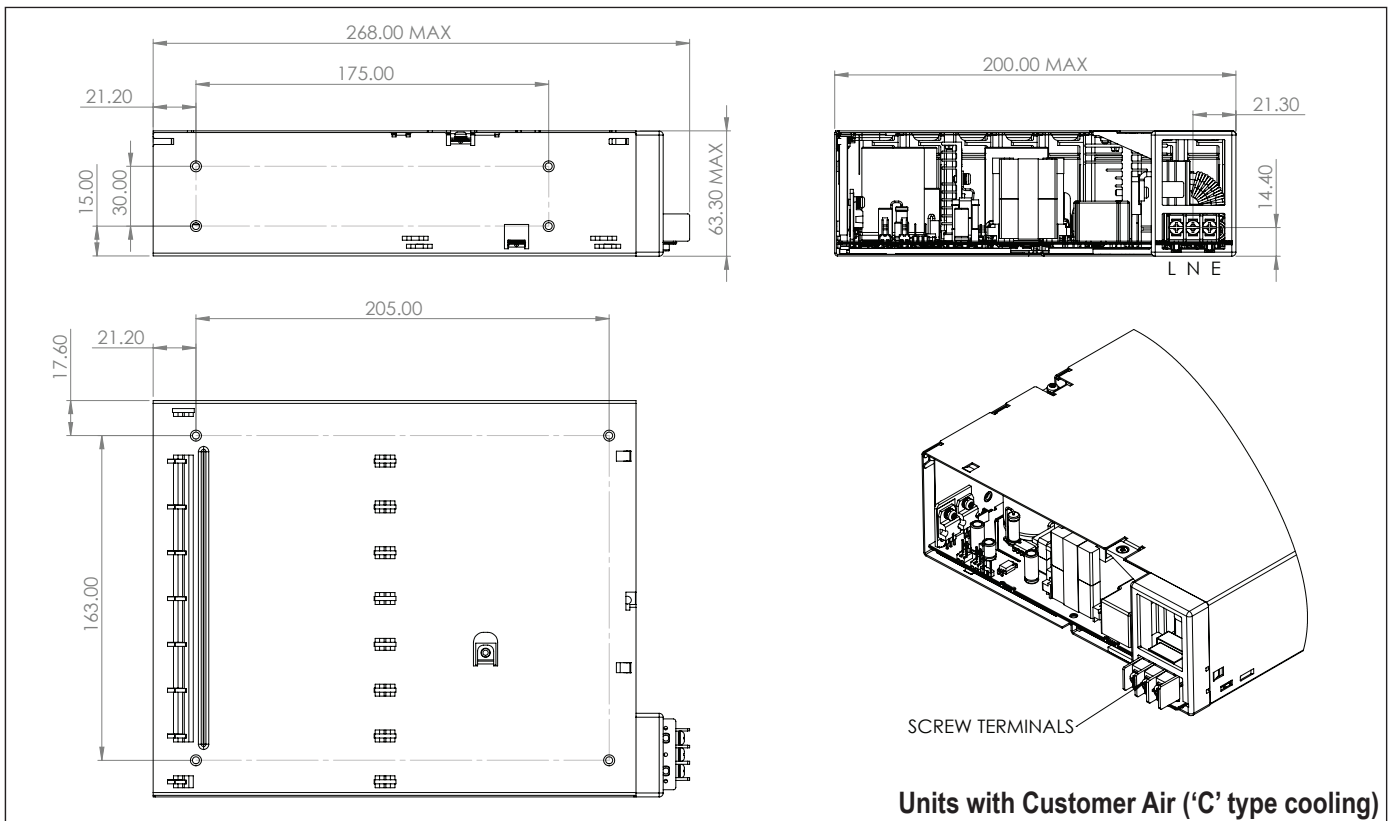 268.00 MAX
175.00
21.20
15.00
30.00
63.30 MAX
200.00 MAX
21.30
14.40
L N E
205.00
21.20
17.60
163.00
SCREW TERMINALS
Units with Customer Air (‘C’ type cooling)